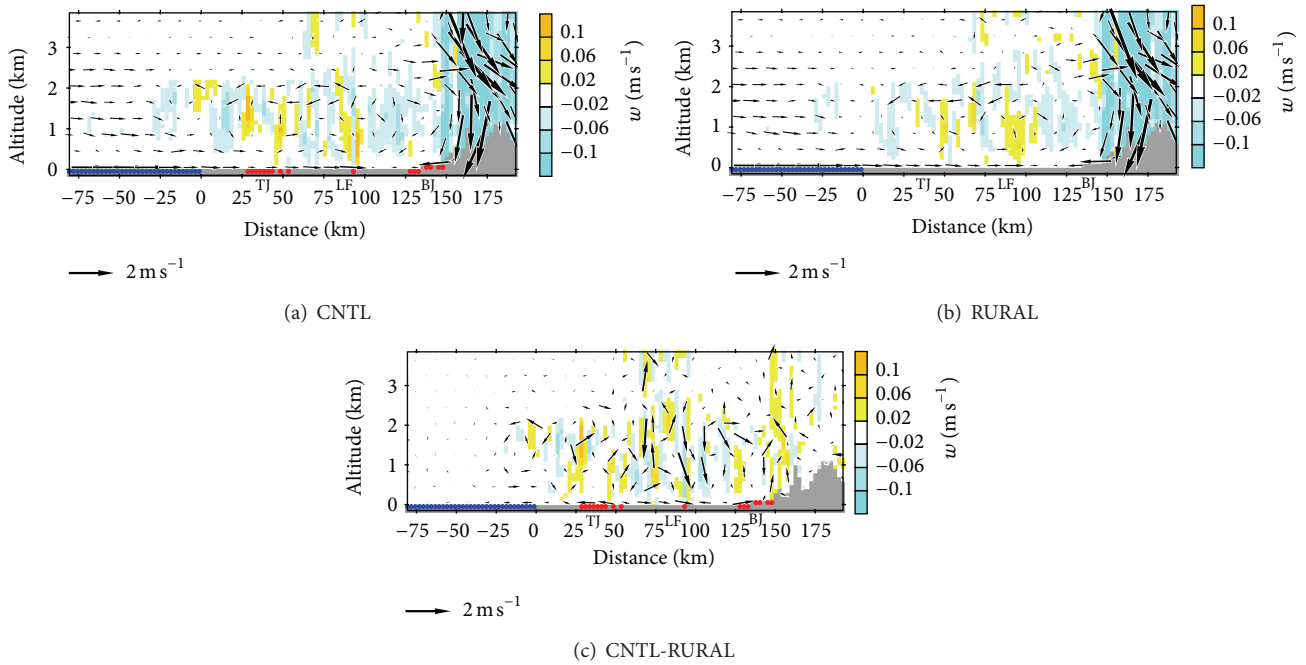 3
2
1
0
Altitude (km)
−75 −50 −25 0 25 50 75 100 125 150 175
TJ LF BJ
Distance (km)
0.1
0.06
0.02
−0.02
−0.06
−0.1
w (m s−1)
2 m s−1
(a) CNTL
3
2
1
0
Altitude (km)
−75 −50 −25 0 25 50 75 100 125 150 175
TJ LF BJ
Distance (km)
0.1
0.06
0.02
−0.02
−0.06
−0.1
w (m s−1)
2 m s−1
(b) RURAL
3
2
1
0
Altitude (km)
−75 −50 −25 0 25 50 75 100 125 150 175
TJ LF BJ
Distance (km)
0.1
0.06
0.02
−0.02
−0.06
−0.1
w (m s−1)
2 m s−1
(c) CNTL-RURAL